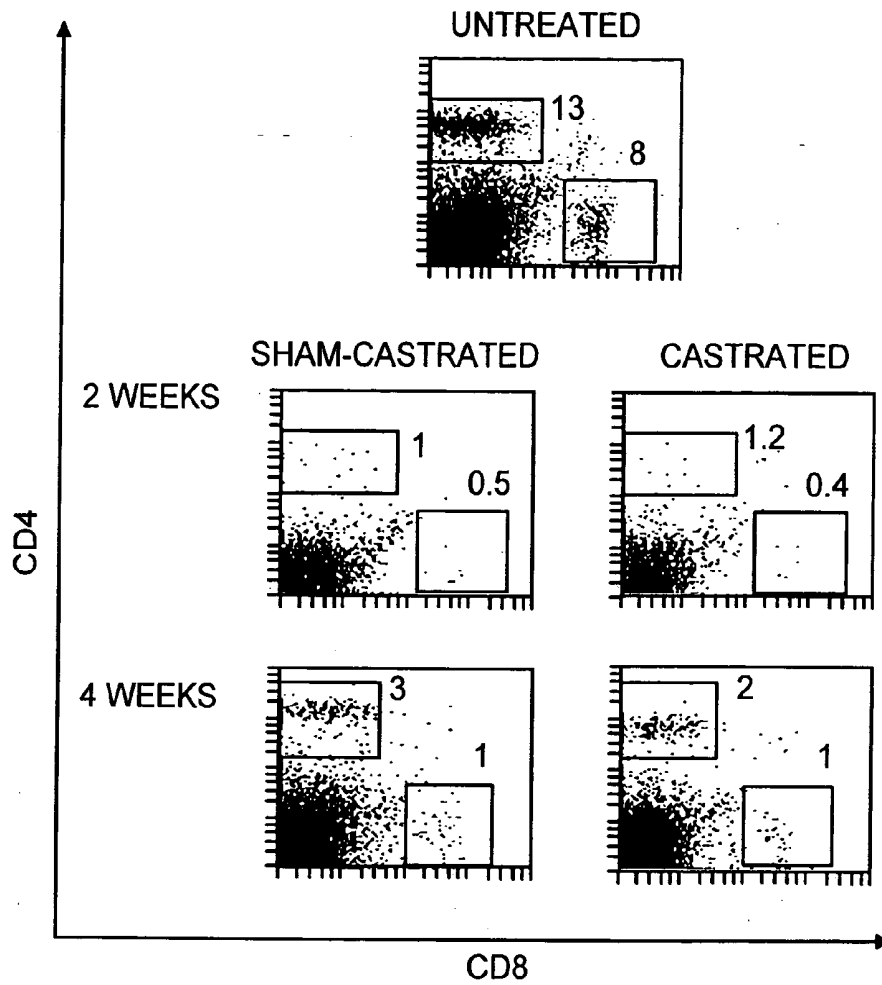 UNTREATED
13
8
SHAM-CASTRATED
CASTRATED
2 WEEKS
1
0.5
1.2
0.4
CD4
4 WEEKS
3
1
2
1
CD8